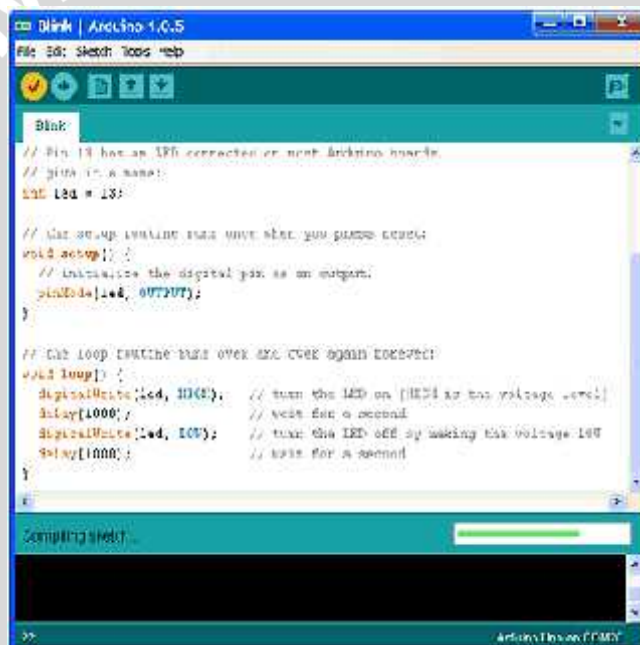 Blink | Arduino 1.0.5
File Edit Sketch Tools Help
Blink
// Pin 13 has an LED connected on most Arduino boards.
// give it a name:
int led = 13;
// the setup routine runs once when you press reset:
void setup() {
// initialize the digital pin as an output.
pinMode(led, OUTPUT);
}
// the loop routine runs over and over again forever:
void loop() {
digitalWrite(led, HIGH); // turn the LED on (HIGH is the voltage level)
delay(1000); // wait for a second
digitalWrite(led, LOW); // turn the LED off by making the voltage LOW
delay(1000); // wait for a second
}
Compiling sketch...
22
Arduino Uno on